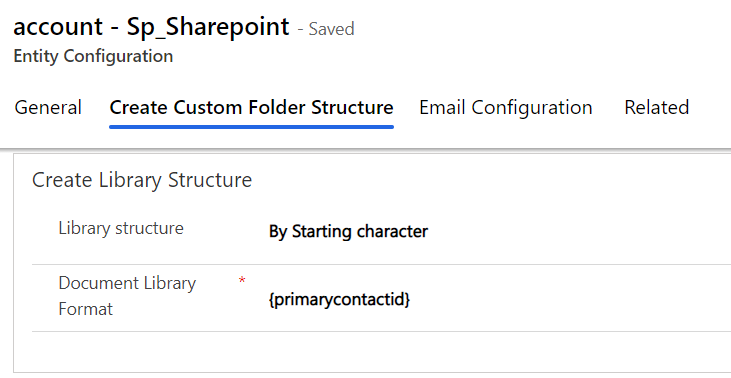 account - Sp_Sharepoint - Saved
Entity Configuration
General Create Custom Folder Structure Email Configuration Related
Create Library Structure
Library structure By Starting character
Document Library * {primarycontactid}
Format